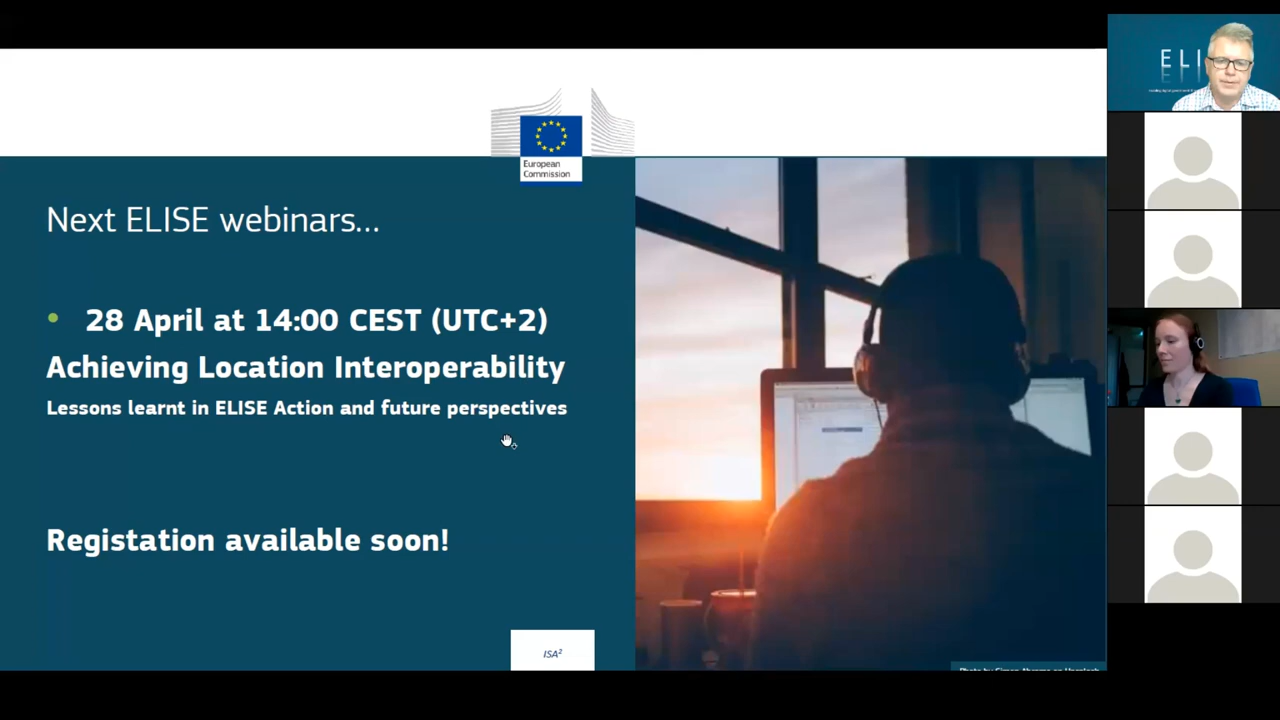 European
Commission
Next ELISE webinars...
• 28 April at 14:00 CEST (UTC+2)
Achieving Location Interoperability
Lessons learnt in ELISE Action and future perspectives
Registation available soon!
ISA²
ELI